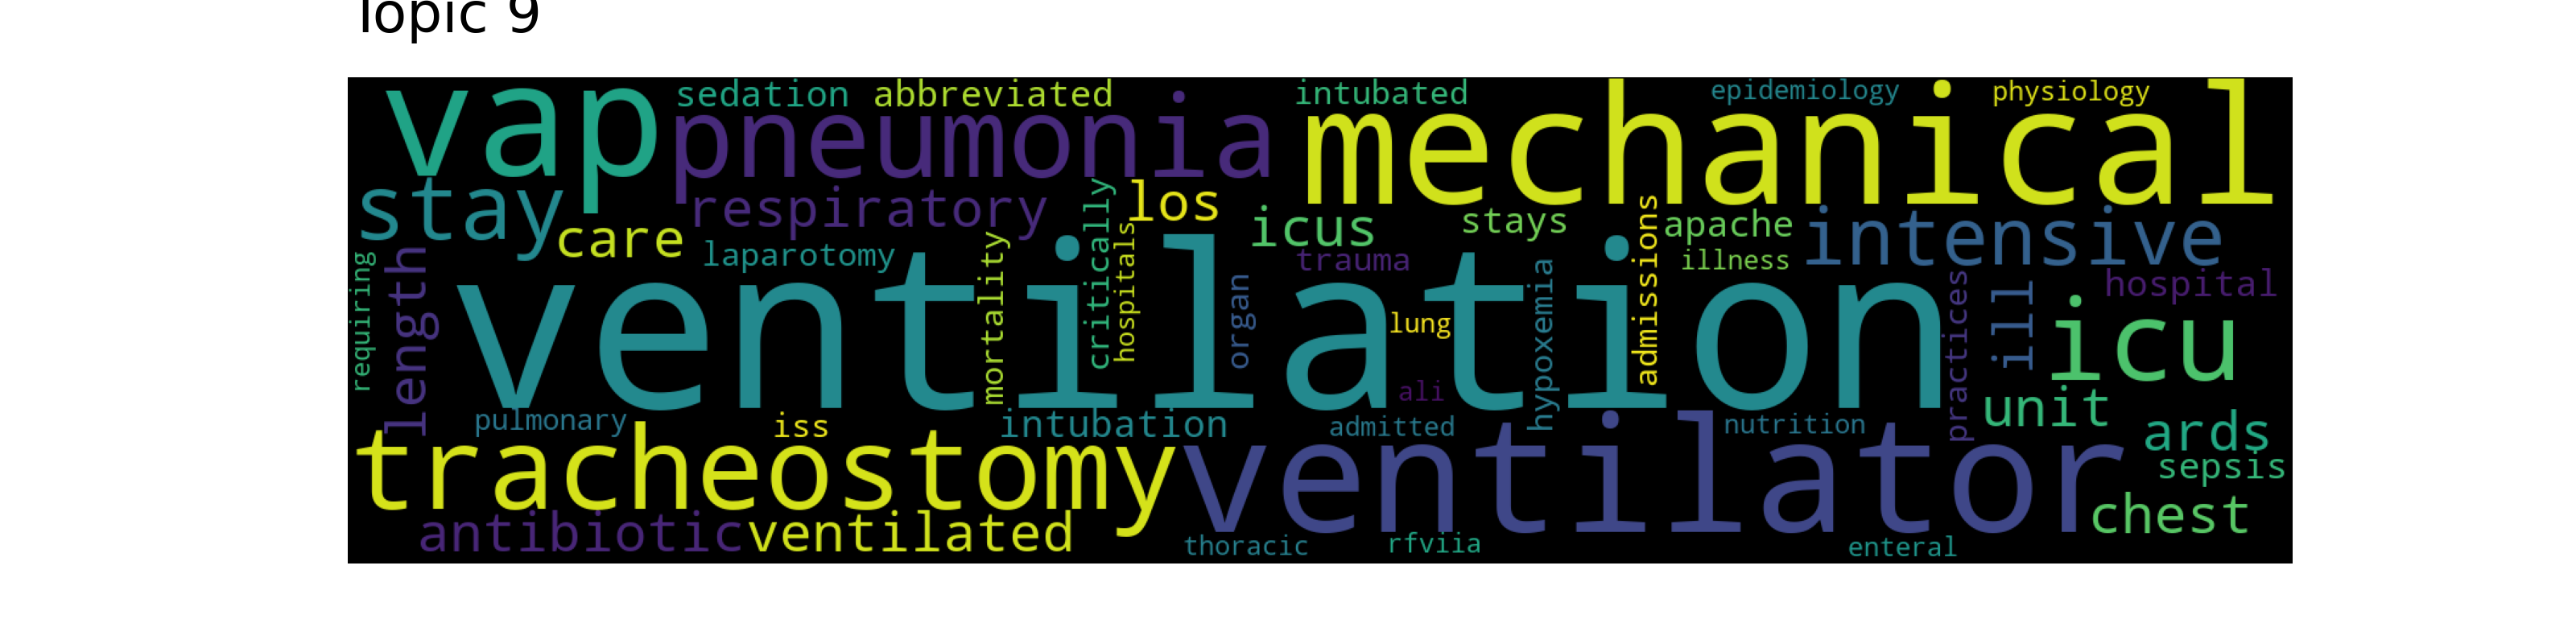 Topic 9
vap
sedation
abbreviated
intubated
epidemiology
physiology
pneumonia
mechanical
stay
respiratory
los
icus
stays
apache
intensive
care
laparotomy
critically
hospitals
mortality
trauma
admissions
illness
hospital
requiring
length
ventilation
organ
lung
hypoxemia
practices
ill
icu
ali
unit
pulmonary
iss
intubation
admitted
nutrition
ards
tracheostomy
ventilator
sepsis
chest
antibiotic
ventilated
thoracic
rfviia
enteral